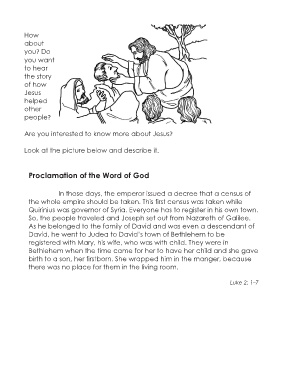 How
about
you? Do
you want
to hear
the story
of how
Jesus
helped
other
people?
Are you interested to know more about Jesus?
Look at the picture below and describe it.
Proclamation of the Word of God
In those days, the emperor issued a decree that a census of
the whole empire should be taken. This first census was taken while
Quirinius was governor of Syria. Everyone has to register in his own town.
So, the people traveled and Joseph set out from Nazareth of Galilee.
As he belonged to the family of David and was even a descendant of
David, he went to Judea to David's town of Bethlehem to be
registered with Mary, his wife, who was with child. They were in
Bethlehem when the time came for her to have her child and she gave
birth to a son, her firstborn. She wrapped him in the manger, because
there was no place for them in the living room.
Luke 2: 1-7